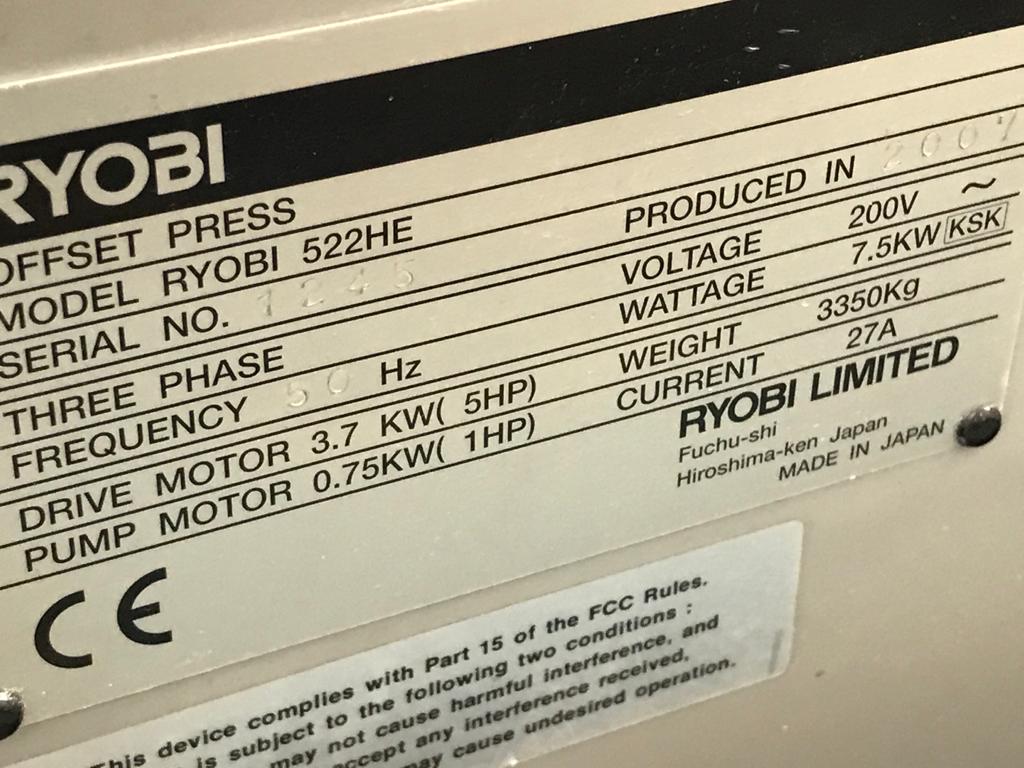 RYOBI
OFFSET PRESS
MODEL RYOBI 522HE PRODUCED IN 2007
SERIAL NO. 1245
THREE PHASE VOLTAGE 200V ~
FREQUENCY 50 Hz WATTAGE 7.5KW KSK
DRIVE MOTOR 3.7 KW( 5HP) WEIGHT 3350Kg
PUMP MOTOR 0.75KW( 1HP) CURRENT 27A
RYOBI LIMITED
Fuchu-shi
Hiroshima-ken Japan
MADE IN JAPAN
CE
This device complies with Part 15 of the FCC Rules.
is subject to the following two conditions :
may not cause harmful interference, and
accept any interference received,
may cause undesired operation.